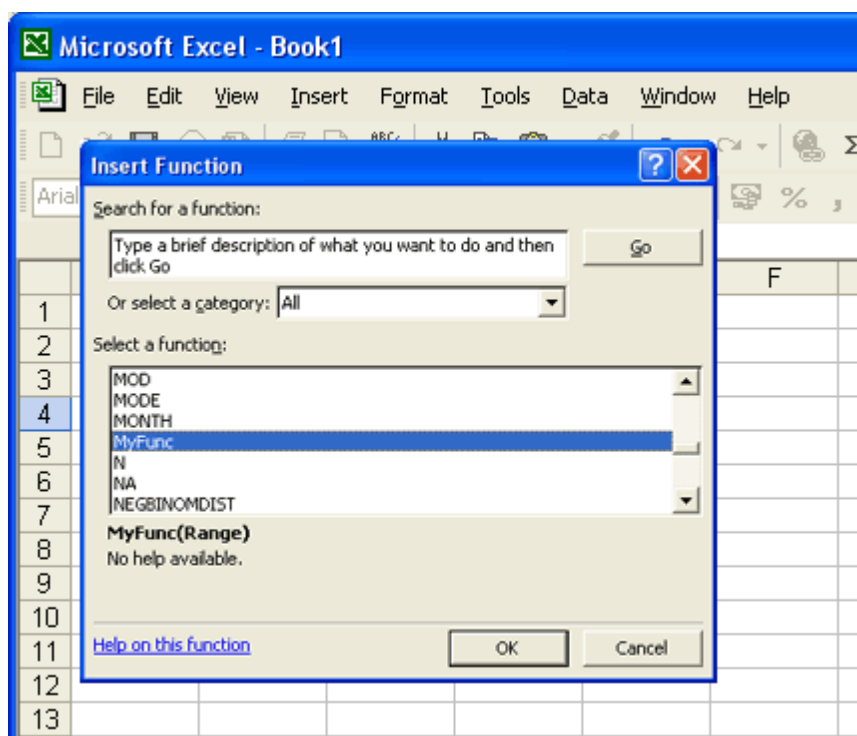 Microsoft Excel - Book1
File Edit View Insert Format Tools Data Window Help
Insert Function
Arial
%
,
Search for a function:
Type a brief description of what you want to do and then
click Go
Go
Or select a category: All
F
Select a function:
1
2
3
4
5
6
7
8
9
10
11
12
13
MOD
MODE
MONTH
MyFunc
N
NA
NEGBINOMDIST
MyFunc(Range)
No help available.
Help on this function
OK
Cancel